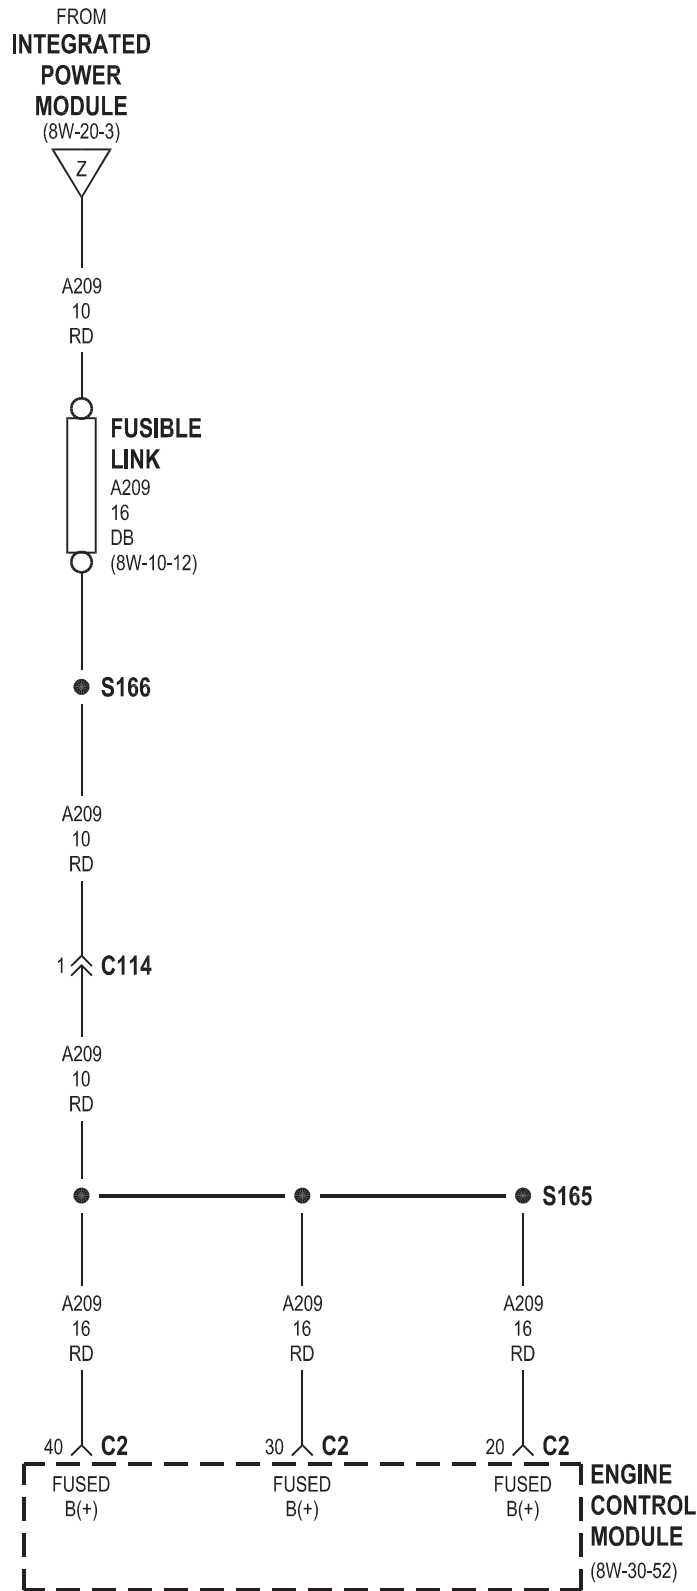 FROM
INTEGRATED
POWER
MODULE
(8W-20-3)
Z
A209
10
RD
FUSIBLE
LINK
A209
16
DB
(8W-10-12)
S166
A209
10
RD
1 C114
A209
10
RD
S165
A209 A209 A209
16 16 16
RD RD RD
40 C2 30 C2 20 C2
FUSED FUSED FUSED
B(+) B(+) B(+)
ENGINE
CONTROL
MODULE
(8W-30-52)